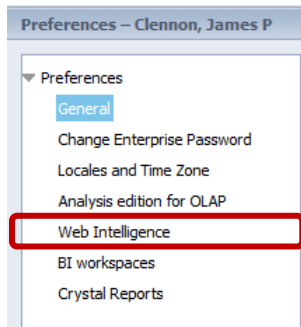 Preferences – Clennon, James P
Preferences
General
Change Enterprise Password
Locales and Time Zone
Analysis edition for OLAP
Web Intelligence
BI workspaces
Crystal Reports